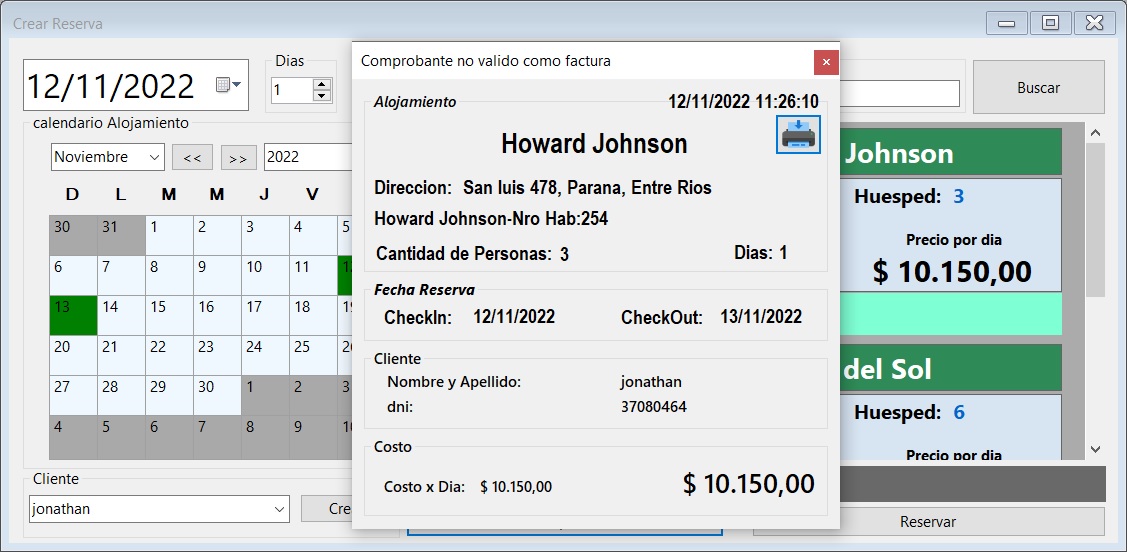 Crear Reserva
12/11/2022
Dias
1
Buscar
calendario Alojamiento
Noviembre
<<
>>
2022
D L M M J V
30 31 1 2 3 4 5
6 7 8 9 10 11
13 14 15 16 17 18
20 21 22 23 24 25
27 28 29 30 1 2 3
4 5 6 7 8 9
Cliente
jonathan
Comprobante no valido como factura
Alojamiento
12/11/2022 11:26:10
Howard Johnson
Direccion: San luis 478, Parana, Entre Rios
Howard Johnson-Nro Hab:254
Cantidad de Personas: 3 Dias: 1
Fecha Reserva
CheckIn: 12/11/2022 CheckOut: 13/11/2022
Cliente
Nombre y Apellido: jonathan
dni: 37080464
Costo
Costo x Dia: $ 10.150,00 $ 10.150,00
Johnson
Huesped: 3
Precio por dia
$ 10.150,00
del Sol
Huesped: 6
Precio por dia
Reservar